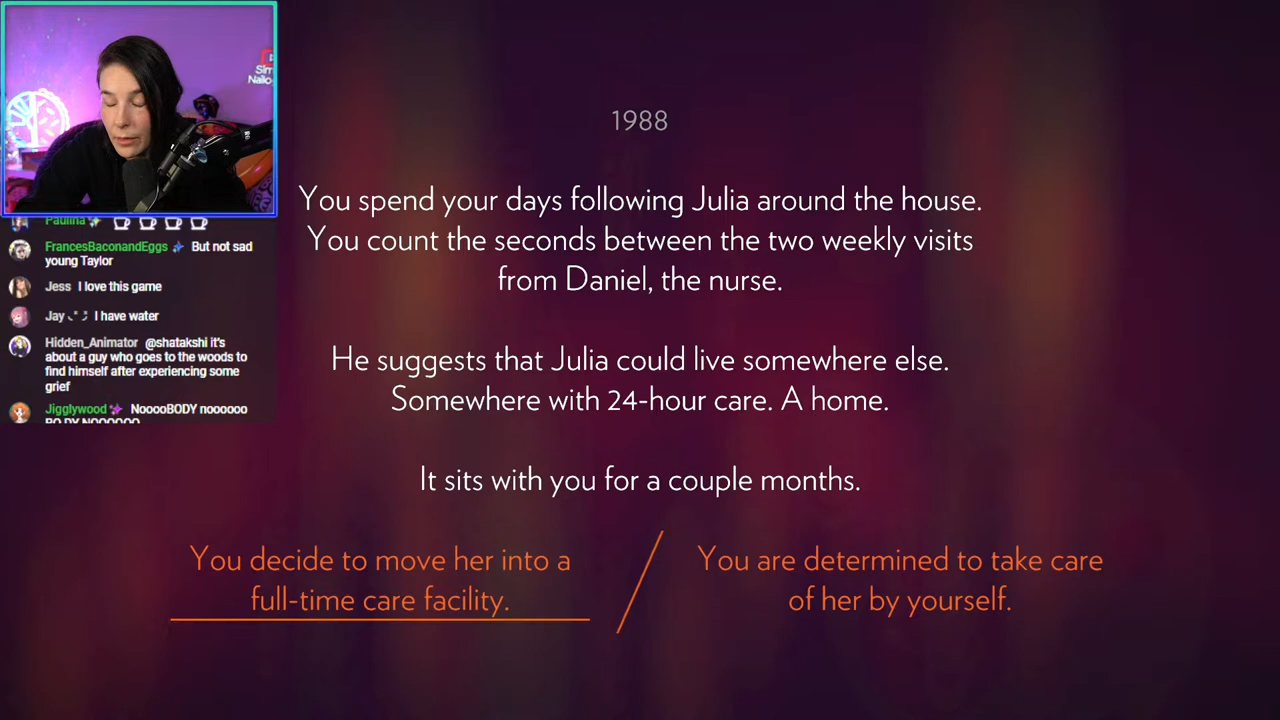 Sim
Nailo
Paulina
FrancesBaconandEggs But not sad
young Taylor
Jess I love this game
Jay I have water
Hidden_Animator @shatakshi it's
about a guy who goes to the woods to
find himself after experiencing some
grief
Jigglywood NooooBODY noooooo
BODY NOOOOOO
1988
You spend your days following Julia around the house.
You count the seconds between the two weekly visits
from Daniel, the nurse.
He suggests that Julia could live somewhere else.
Somewhere with 24-hour care. A home.
It sits with you for a couple months.
You decide to move her into a
full-time care facility.
/
You are determined to take care
of her by yourself.